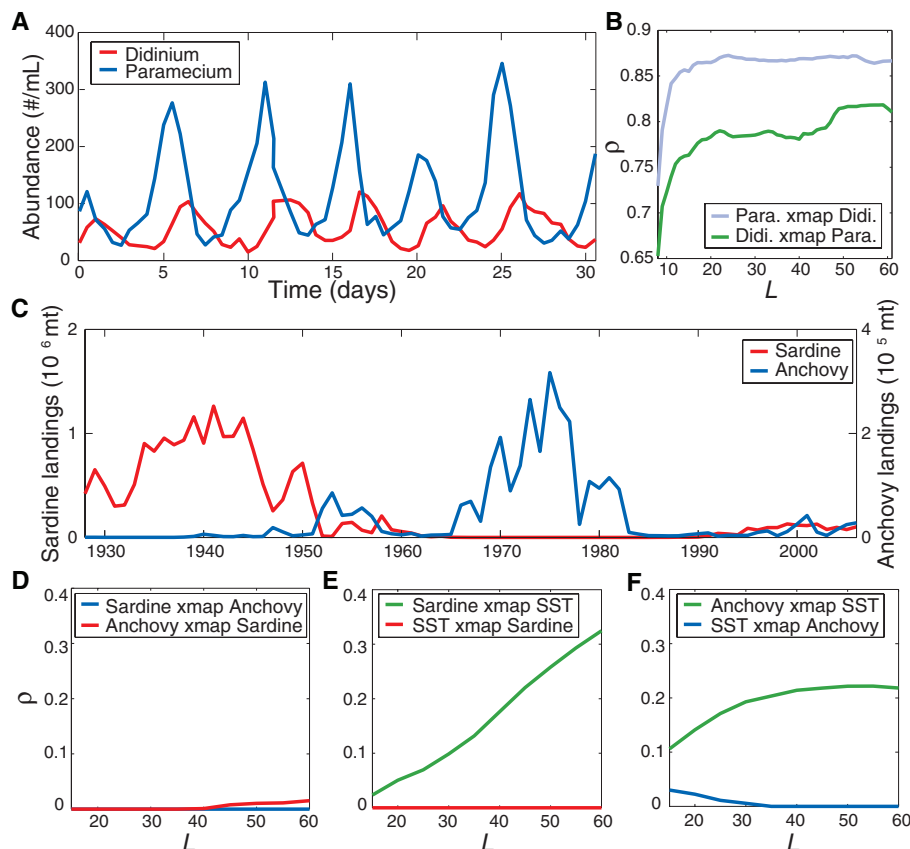 A
Abundance (#/mL)
400
300
200
100
0
Didinium
Paramecium
0 5 10 15 20 25 30
Time (days)
B
ρ
0.85
0.8
0.75
0.7
0.65
Para. xmap Didi.
Didi. xmap Para.
10 20 30 40 50 60
L
C
Sardine landings (10 6 mt)
2
1
0
Sardine
Anchovy
4
2
0
Anchovy landings (10 5 mt)
1930 1940 1950 1960 1970 1980 1990 2000
D
ρ
0.4
0.3
0.2
0.1
0
Sardine xmap Anchovy
Anchovy xmap Sardine
20 30 40 50 60
L
E
0.4
0.3
0.2
0.1
0
Sardine xmap SST
SST xmap Sardine
20 30 40 50 60
L
F
0.4
0.3
0.2
0.1
0
Anchovy xmap SST
SST xmap Anchovy
20 30 40 50 60
L